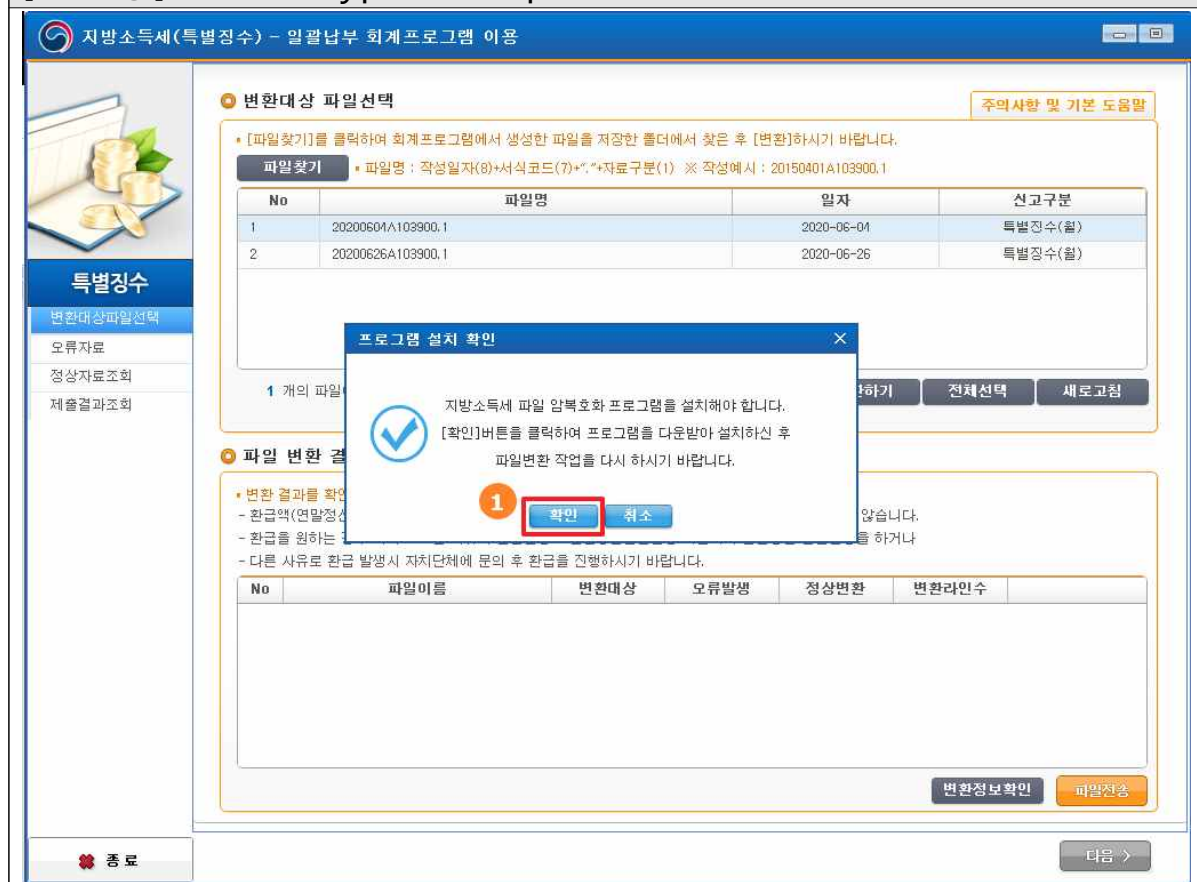 지방소득세(특별징수) - 일괄납부 회계프로그램 이용
변환대상 파일선택
주의사항 및 기본 도움말
[파일찾기]를 클릭하여 회계프로그램에서 생성한 파일을 저장한 폴더에서 찾은 후 [변환]하시기 바랍니다.
파일찾기 • 파일명 : 작성일자(8)+서식코드(7)+"."+자료구분(1) ※ 작성예시 : 20150401A103900.1
No 파일명 일자 신고구분
1 20200604A103900.1 2020-06-04 특별징수(월)
2 20200626A103900.1 2020-06-26 특별징수(월)
특별징수
변환대상파일선택
오류자료
정상자료조회
제출결과조회
프로그램 설치 확인
지방소득세 파일 암복호화 프로그램을 설치해야 합니다.
[확인]버튼을 클릭하여 프로그램을 다운받아 설치하신 후
파일변환 작업을 다시 하시기 바랍니다.
1 확인 취소
1 개의 파일 하기 전체선택 새로고침
파일 변환 결
• 변환 결과를 확인
- 환급액(연말정산 않습니다.
- 환급을 원하는 을 하거나
- 다른 사유로 환급 발생시 자치단체에 문의 후 환급을 진행하시기 바랍니다.
No 파일이름 변환대상 오류발생 정상변환 변환라인수
변환정보확인 파일전송
종료
다음 >